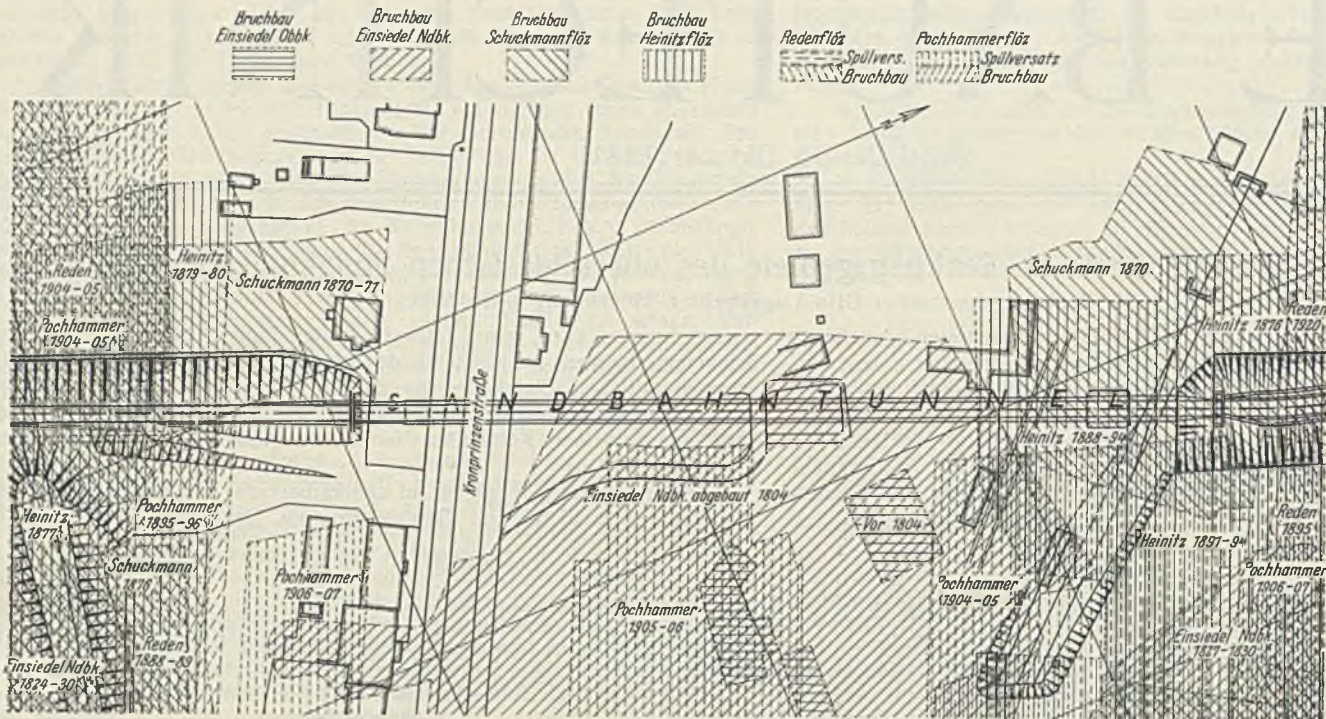 Bruchbau
Einsiedel Obbk.
Bruchbau
Einsiedel Ndbk.
Bruchbau
Schuckmannflöz
Bruchbau
Heinitzflöz
Redenflöz
Spülvers.
Bruchbau
Pochhammerflöz
Spülversatz
Bruchbau
Reden
1904-05
Heinitz
1879-80
Schuckmann 1870-71
Pochhammer
1904-05
Schuckmann 1870
Heinitz 1876
Reden
1920
Kronprinzenstraße
SANDBAHNTUNNEL
Heinitz 1888-94
Einsiedel Ndbk. abgebaut 1804
Vor 1804
Heinitz
1877
Pochhammer
1895-96
Schuckmann
1876
Reden
1888-89
Einsiedel Ndbk.
1824-30
Pochhammer
1906-07
Pochhammer
1905-06
Pochhammer
1904-05
Heinitz 1891-94
Reden
1895
Pochhammer
1906-07
Einsiedel Ndbk.
1827-1830